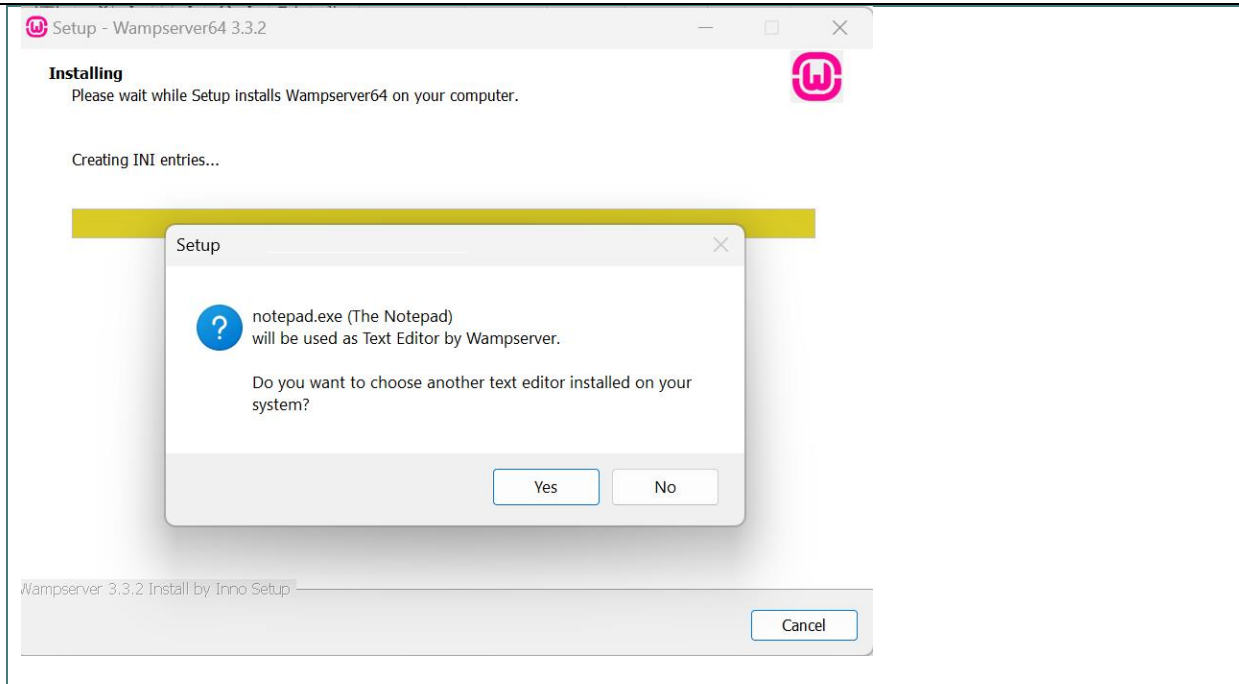 Setup - Wampserver64 3.3.2
Installing
Please wait while Setup installs Wampserver64 on your computer.
Creating INI entries...
Setup
notepad.exe (The Notepad)
will be used as Text Editor by Wampserver.
Do you want to choose another text editor installed on your
system?
Yes
No
Wampserver 3.3.2 Install by Inno Setup
Cancel